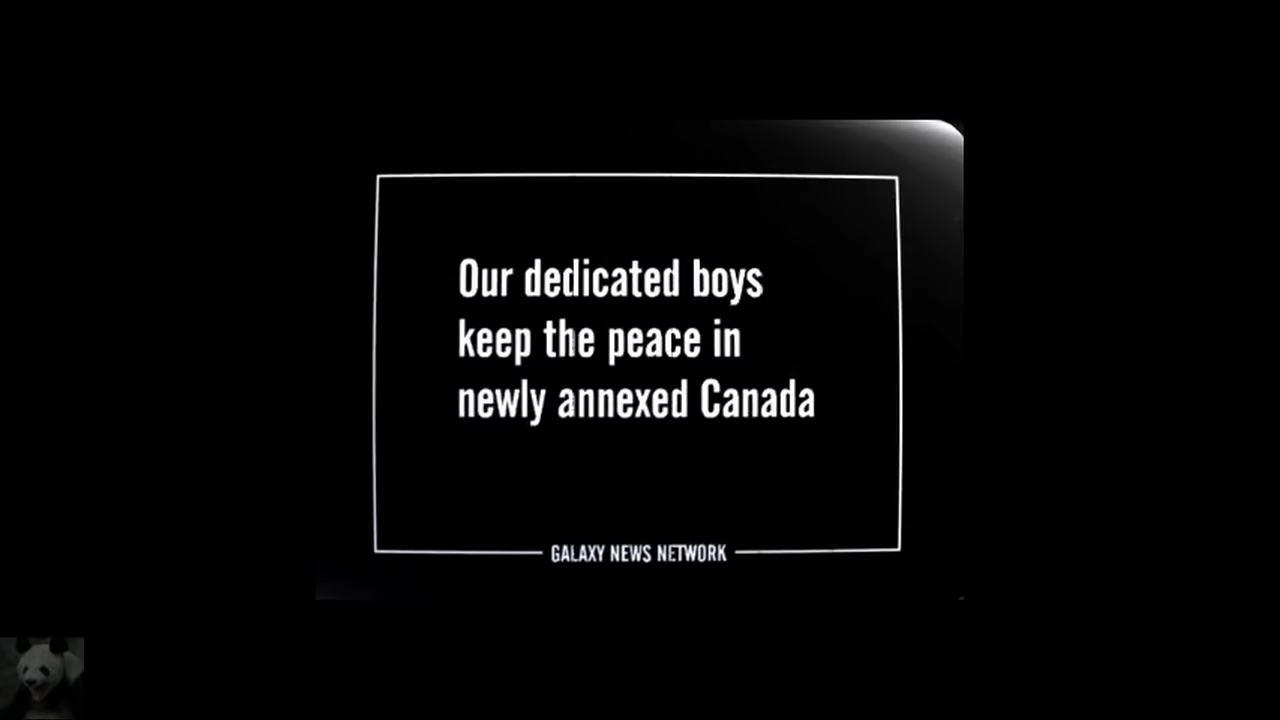 Our dedicated boys
keep the peace in
newly annexed Canada
GALAXY NEWS NETWORK